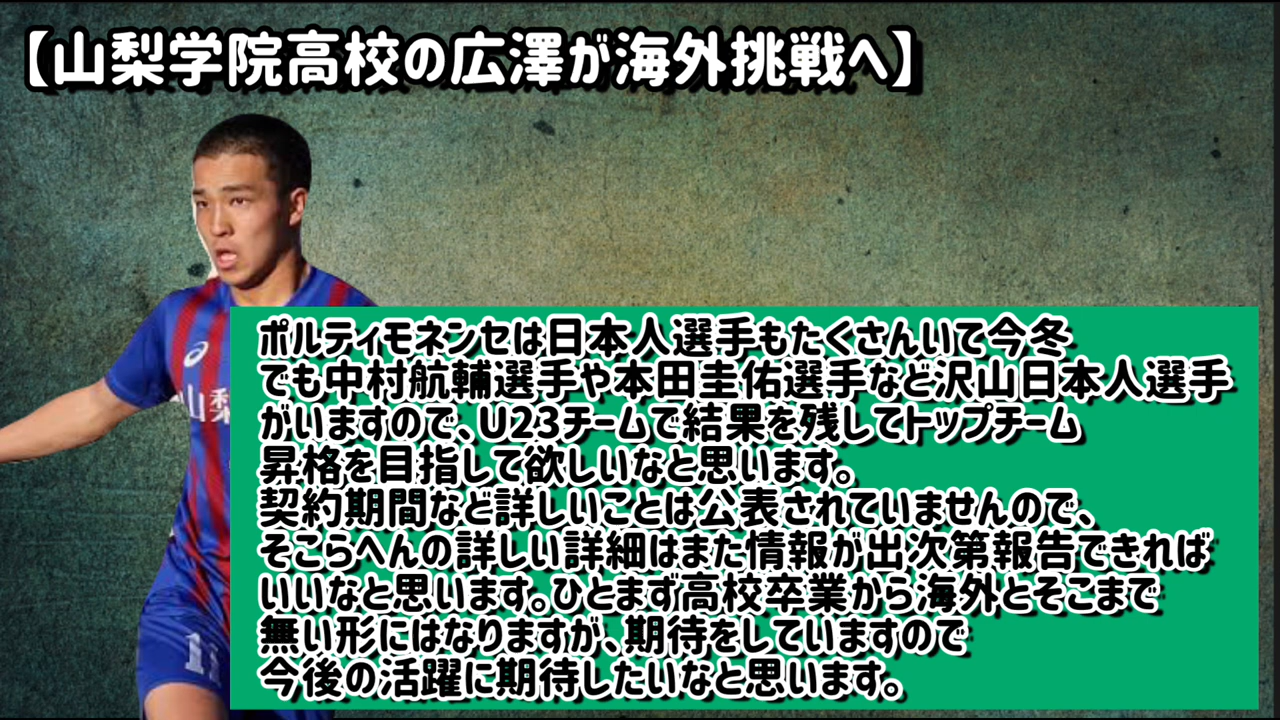 【山梨学院高校の広澤が海外挑戦へ】
ポルティモネンセは日本人選手もたくさんいて今冬
でも中村航輔選手や本田圭佑選手など沢山日本人選手
がいますので、U23チームで結果を残してトップチーム
昇格を目指して欲しいなと思います。
契約期間など詳しいことは公表されていませんので、
そこらへんの詳しい詳細はまた情報が出次第報告できれば
いいなと思います。ひとまず高校卒業から海外とそこまで
無い形にはなりますが、期待をしていますので
今後の活躍に期待したいなと思います。
山梨